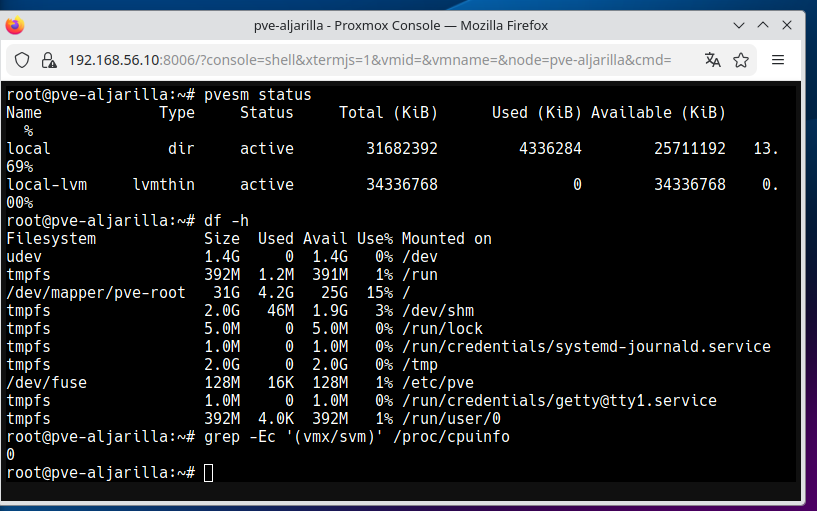 pve-aljarilla - Proxmox Console — Mozilla Firefox
192.168.56.10:8006/?console=shell&xtermjs=1&vmid=&vmname=&node=pve-aljarilla&cmd=
root@pve-aljarilla:~# pvesm status
Name             Type     Status     Total (KiB)      Used (KiB) Available (KiB)
  %
local             dir     active        31682392         4336284        25711192   13.
69%
local-lvm     lvmthin     active        34336768               0        34336768    0.
00%
root@pve-aljarilla:~# df -h
Filesystem            Size  Used Avail Use% Mounted on
udev                  1.4G     0  1.4G   0% /dev
tmpfs                 392M  1.2M  391M   1% /run
/dev/mapper/pve-root   31G  4.2G   25G  15% /
tmpfs                 2.0G   46M  1.9G   3% /dev/shm
tmpfs                 5.0M     0  5.0M   0% /run/lock
tmpfs                 1.0M     0  1.0M   0% /run/credentials/systemd-journald.service
tmpfs                 2.0G     0  2.0G   0% /tmp
/dev/fuse             128M   16K  128M   1% /etc/pve
tmpfs                 1.0M     0  1.0M   0% /run/credentials/getty@tty1.service
tmpfs                 392M  4.0K  392M   1% /run/user/0
root@pve-aljarilla:~# grep -Ec '(vmx/svm)' /proc/cpuinfo
0
root@pve-aljarilla:~#